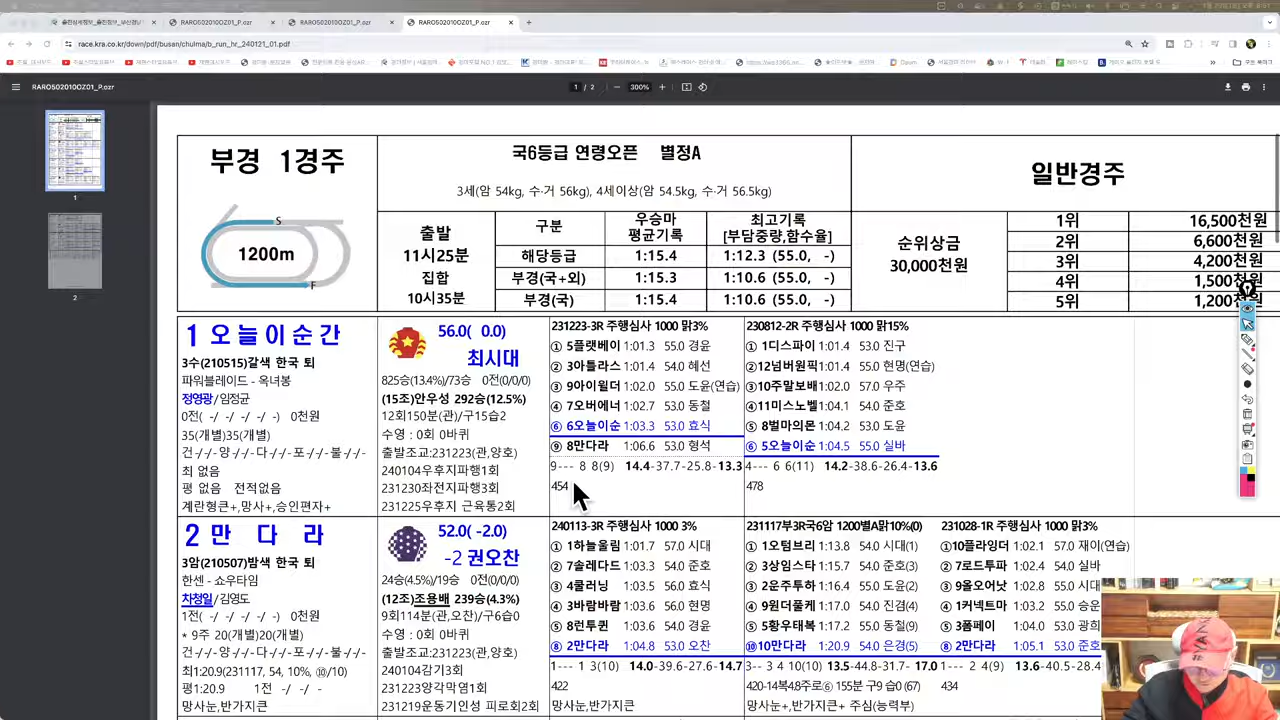 RARO502010OZ01_P.ozr
RARO502010OZ01_P.ozr
RARO502010OZ01_P.ozr
race.kra.co.kr/down/pdf/busan/chulma/b_run_hr_240121_01.pdf
RARO502010OZ01_P.ozr
1 / 2
300%
1
2
부경 1경주
국6등급 연령오픈 별정A
3세(암 54kg, 수·거 56kg), 4세이상(암 54.5kg, 수·거 56.5kg)
일반경주
S
1200m
F
출발
11시25분
집합
10시35분
구분
우승마
평균기록
최고기록
[부담중량,함수율]
해당등급 1:15.4 1:12.3 (55.0, -)
부경(국+외) 1:15.3 1:10.6 (55.0, -)
부경(국) 1:15.4 1:10.6 (55.0, -)
순위상금
30,000천원
1위 16,500천원
2위 6,600천원
3위 4,200천원
4위 1,500천원
5위 1,200천원
1 오늘이순간
3수(210515)갈색 한국 퇴
파워블레이드 - 옥녀봉
정영광/임정균
0전( -/ -/ -/ -/ -) 0천원
35(개별)35(개별)
건-/-/- 양-/-/- 다-/-/- 포-/-/- 불-/-/-
최 없음
평 없음 전적없음
계란형큰+,망사+,승인편자+
56.0( 0.0)
최시대
825승(13.4%)/73승 0전(0/0/0)
(15조)안우성 292승(12.5%)
12회150분(관)/구15습2
수영 : 0회 0바퀴
출발조교:231223(관,양호)
240104우후지파행1회
231230좌전지파행3회
231225우후지 근육통2회
231223-3R 주행심사 1000 맑3%
① 5플랫베이 1:01.3 55.0 경윤
② 3아틀라스 1:01.4 54.0 혜선
③ 9아이월더 1:02.0 55.0 도윤(연습)
④ 7오버에너 1:02.7 53.0 동철
⑥ 6오늘이순 1:03.3 53.0 효식
⑨ 8만다라 1:06.6 53.0 형석
9--- 8 8(9) 14.4-37.7-25.8-13.3
454
230812-2R 주행심사 1000 맑15%
① 1디스파이 1:01.4 53.0 진구
② 12넘버원픽1:01.4 55.0 현명(연습)
③ 10주말보배1:02.0 57.0 우주
④ 11미스노벨1:04.1 54.0 준호
⑤ 8벌마의몬 1:04.2 53.0 도윤
⑥ 5오늘이순 1:04.5 53.0 실바
4--- 6 6(11) 14.2-38.6-26.4-13.6
478
2 만 다 라
3암(210507)밤색 한국 퇴
한센 - 쇼우타임
차청일/김영도
1전( -/ -/ -/ -/ -) 0천원
* 9주 20(개별)20(개별)
건-/-/- 양-/-/- 다-/-/- 포-/-/- 불-/-/-
최1:20.9(231117, 54, 10%, ⑩/10)
평1:20.9 1전 -/ -/ -
망사눈,반가지큰
52.0( -2.0)
-2 권오찬
24승(4.5%)/19승 0전(0/0/0)
(12조)조용배 239승(4.3%)
9회114분(관,오찬)/구6습0
수영 : 0회 0바퀴
출발조교:231223(관,양호)
240104감기3회
231223양각막염1회
231219운동기인성 피로회2회
240113-3R 주행심사 1000 3%
① 1하늘울림 1:01.7 57.0 시대
② 7솔레다드 1:03.3 54.0 준호
③ 4쿨러닝 1:03.5 56.0 효식
④ 3바람바람 1:03.6 56.0 현명
⑤ 8런투퀸 1:03.6 54.0 경윤
⑧ 2만다라 1:04.8 53.0 오찬
1--- 1 3(10) 14.0-39.6-27.6-14.7
422
망사눈,반가지큰
231117부3R국6암 1200별A맑10%(0)
① 1오텀브리 1:13.8 54.0 시대(1)
② 3삼임스타 1:15.7 54.0 준호(3)
③ 2운주투하 1:16.4 55.0 도윤(2)
④ 9원더풀케 1:17.0 54.0 진겸(4)
⑤ 5황우태복 1:17.2 55.0 동철(9)
⑩ 10만다라 1:20.9 54.0 은경(5)
3-- 3 4 10(10) 13.5-44.8-31.7- 17.0
420-14복4.8주로⑥ 155분 구9 습0 (67)
망사눈+,반가지큰+ 주심(능력부)
231028-1R 주행심사 1000 맑3%
①10플라잉더 1:02.1 57.0 재이(연습)
② 7로드투파 1:02.4 54.0 실바
③ 9올오어낫 1:02.8 55.0 시대
④ 1커넥트마 1:03.2 55.0 승운
⑤ 3폼페이 1:04.0 53.0 광희
⑧ 2만다라 1:05.1 53.0 준호
1--- 2 4(9) 13.6-40.5-28.4
434